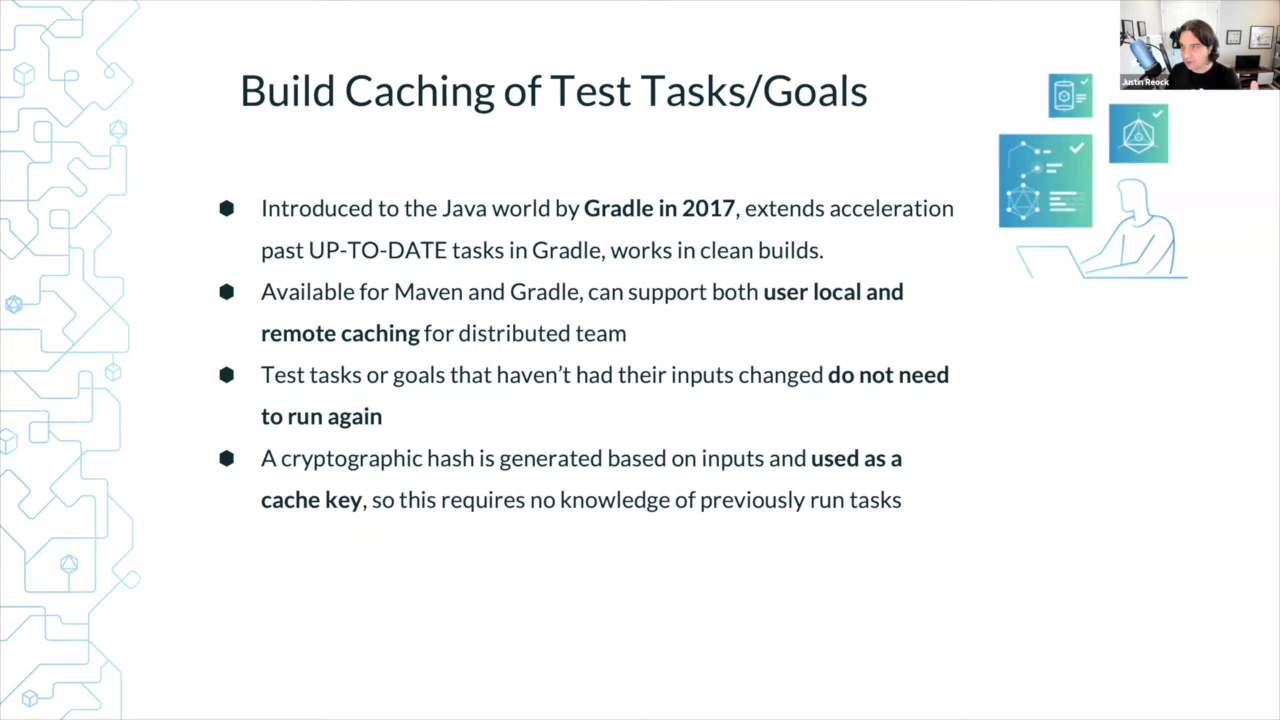 Justin Reock
Build Caching of Test Tasks/Goals
Introduced to the Java world by Gradle in 2017, extends acceleration
past UP-TO-DATE tasks in Gradle, works in clean builds.
Available for Maven and Gradle, can support both user local and
remote caching for distributed team
Test tasks or goals that haven’t had their inputs changed do not need
to run again
A cryptographic hash is generated based on inputs and used as a
cache key, so this requires no knowledge of previously run tasks